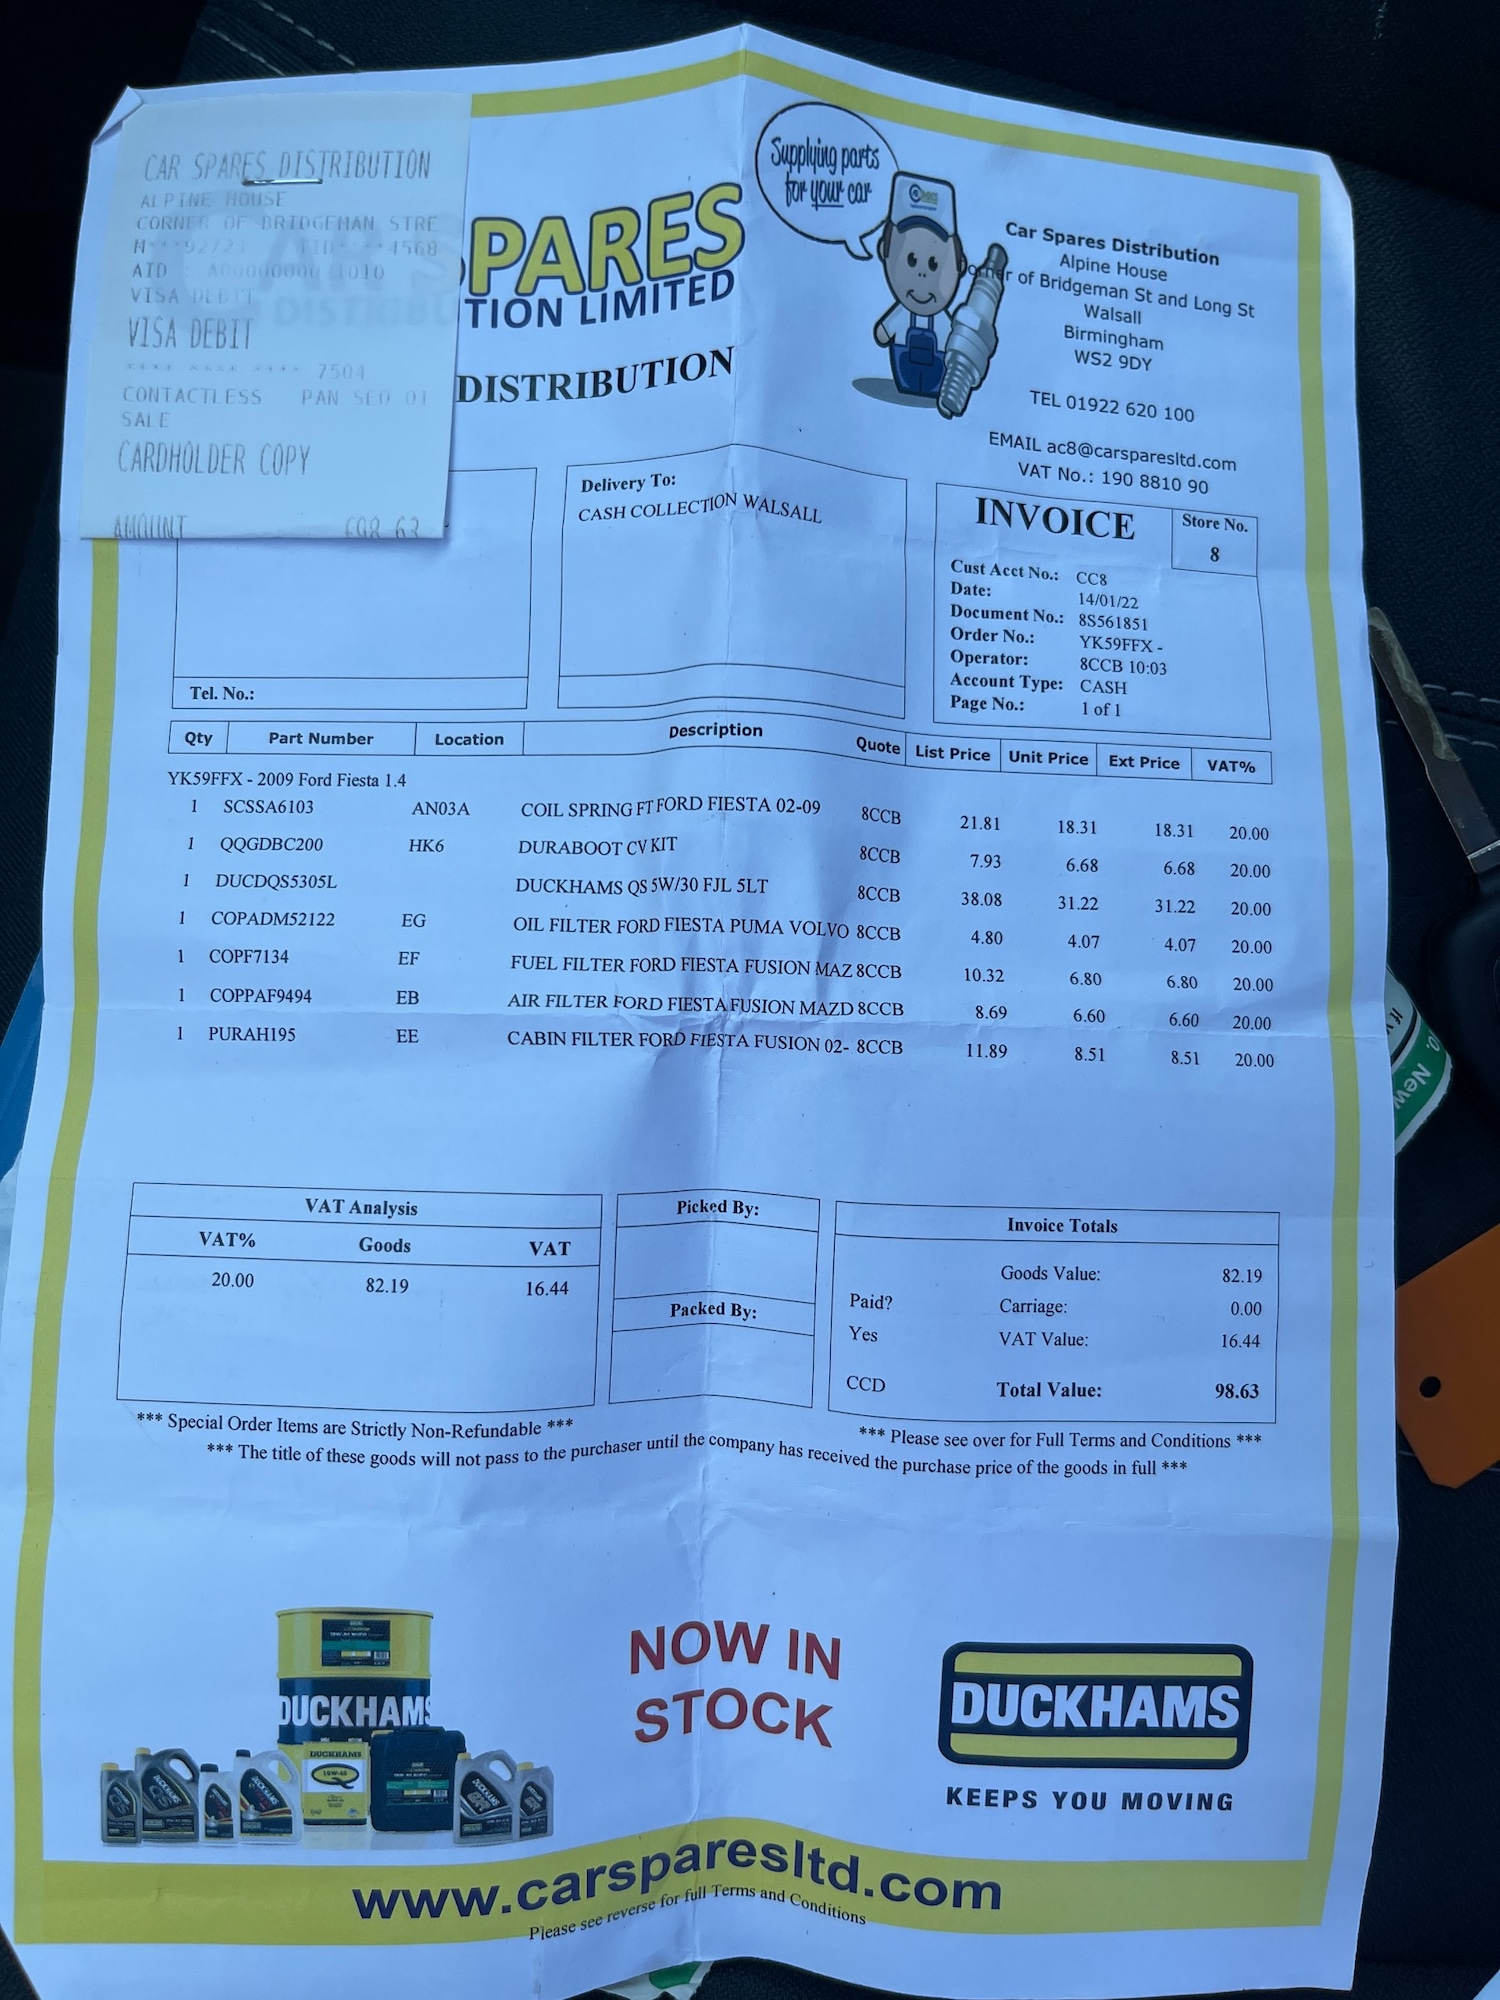 CAR SPARES DISTRIBUTION
ALPINE HOUSE
CORNER OF BRIDGEMAN STRE
M***92723 TID****4568
AID : A0000000031010
VISA DEBIT
VISA DEBIT
**** **** **** 7504
CONTACTLESS PAN SEQ 01
SALE
CARDHOLDER COPY
AMOUNT £98.63
SPARES
TION LIMITED
DISTRIBUTION
Supplying parts
for your car
Car Spares Distribution
Alpine House
Corner of Bridgeman St and Long St
Walsall
Birmingham
WS2 9DY
TEL 01922 620 100
EMAIL ac8@carsparesltd.com
VAT No.: 190 8810 90
Tel. No.:
Delivery To:
CASH COLLECTION WALSALL
INVOICE
Store No.
8
Cust Acct No.: CC8
Date: 14/01/22
Document No.: 8S561851
Order No.: YK59FFX -
Operator: 8CCB 10:03
Account Type: CASH
Page No.: 1 of 1
Qty Part Number Location Description Quote List Price Unit Price Ext Price VAT%
YK59FFX - 2009 Ford Fiesta 1.4
1 SCSSA6103 AN03A COIL SPRING FT FORD FIESTA 02-09 8CCB 21.81 18.31 18.31 20.00
1 QQGDBC200 HK6 DURABOOT CV KIT 8CCB 7.93 6.68 6.68 20.00
1 DUCDQS5305L DUCKHAMS QS 5W/30 FJL 5LT 8CCB 38.08 31.22 31.22 20.00
1 COPADM52122 EG OIL FILTER FORD FIESTA PUMA VOLVO 8CCB 4.80 4.07 4.07 20.00
1 COPF7134 EF FUEL FILTER FORD FIESTA FUSION MAZ 8CCB 10.32 6.80 6.80 20.00
1 COPPAF9494 EB AIR FILTER FORD FIESTA FUSION MAZD 8CCB 8.69 6.60 6.60 20.00
1 PURAH195 EE CABIN FILTER FORD FIESTA FUSION 02- 8CCB 11.89 8.51 8.51 20.00
VAT Analysis
VAT% Goods VAT
20.00 82.19 16.44
Picked By:
Packed By:
Invoice Totals
Goods Value: 82.19
Paid? Carriage: 0.00
Yes VAT Value: 16.44
CCD Total Value: 98.63
*** Special Order Items are Strictly Non-Refundable ***
*** Please see over for Full Terms and Conditions ***
*** The title of these goods will not pass to the purchaser until the company has received the purchase price of the goods in full ***
DUCKHAMS
DUCKHAMS
Q
NOW IN
STOCK
DUCKHAMS
KEEPS YOU MOVING
www.carsparesltd.com
Please see reverse for full Terms and Conditions
New